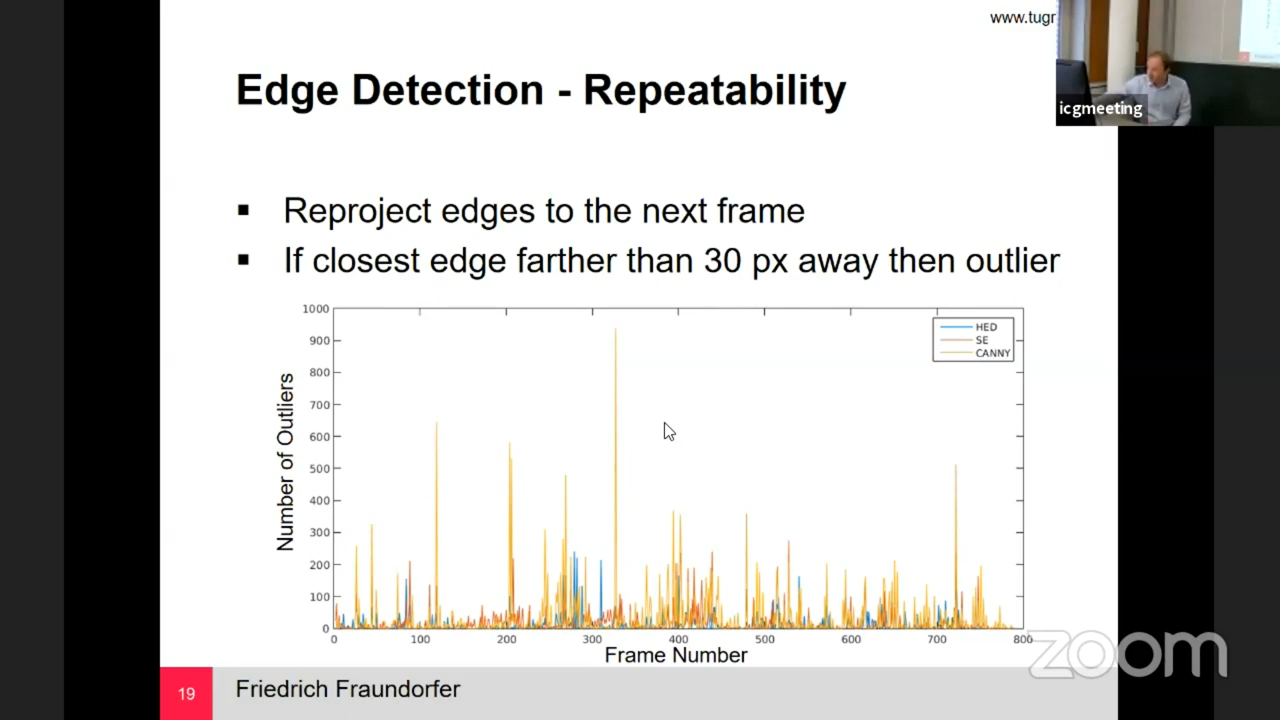 www.tugr
icgmeeting
Edge Detection - Repeatability
▪ Reproject edges to the next frame
▪ If closest edge farther than 30 px away then outlier
1000
900
800
700
600
500
400
300
200
100
0
Number of Outliers
HED
SE
CANNY
0 100 200 300 400 500 600 700 800
Frame Number
zoom
19 Friedrich Fraundorfer